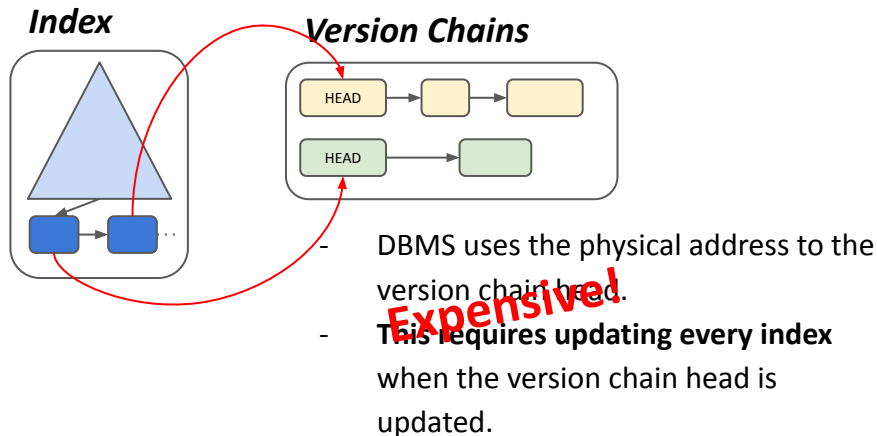 Index
Version Chains
HEAD
HEAD
- DBMS uses the physical address to the
version chain head.
Expensive!
- This requires updating every index
when the version chain head is
updated.